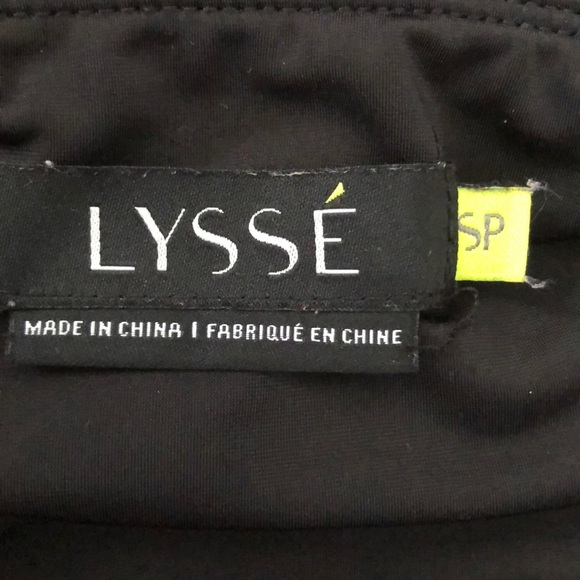 LYSSÉ
SP
MADE IN CHINA | FABRIQUÉ EN CHINE